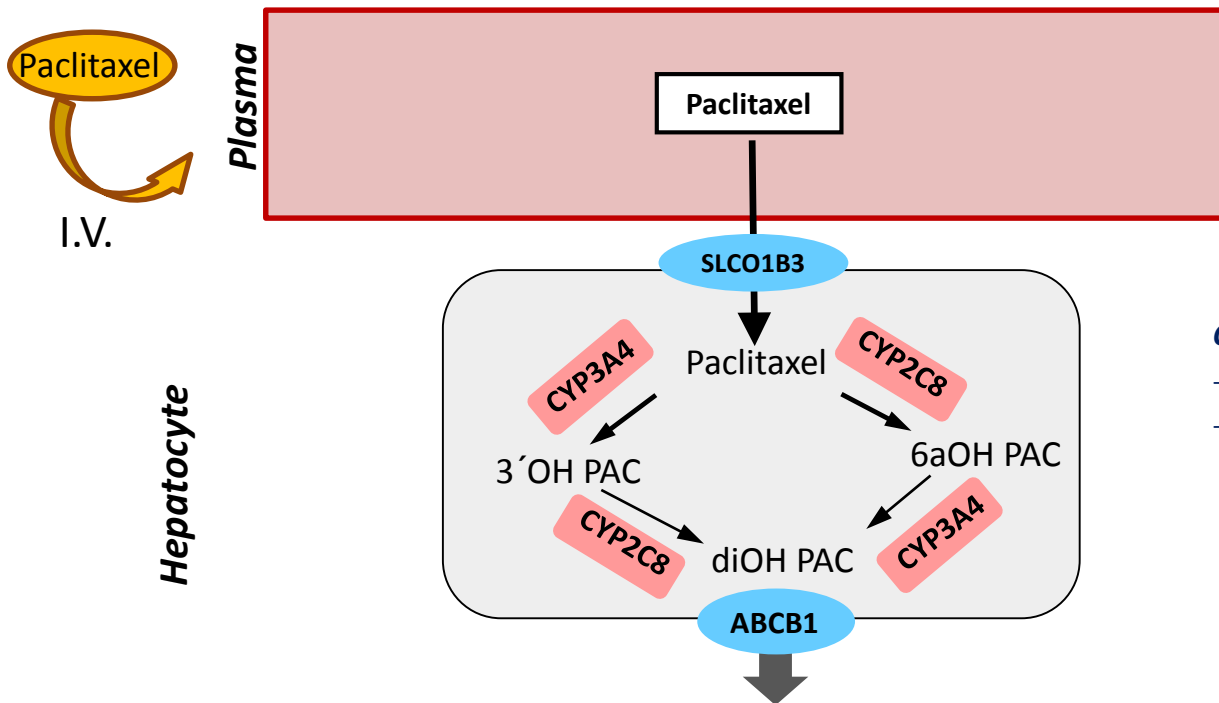 Paclitaxel
I.V.
Plasma
Paclitaxel
SLCO1B3
Hepatocyte
Paclitaxel
CYP3A4
CYP2C8
3´OH PAC
6aOH PAC
CYP2C8
CYP3A4
diOH PAC
ABCB1